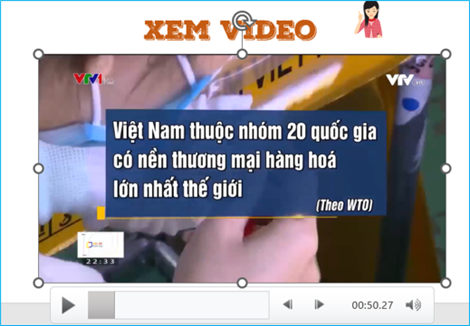 XEM VIDEO
VTV1
VTV.vn
Việt Nam thuộc nhóm 20 quốc gia
có nền thương mại hàng hoá
lớn nhất thế giới
(Theo WTO)
22:33
00:50.27